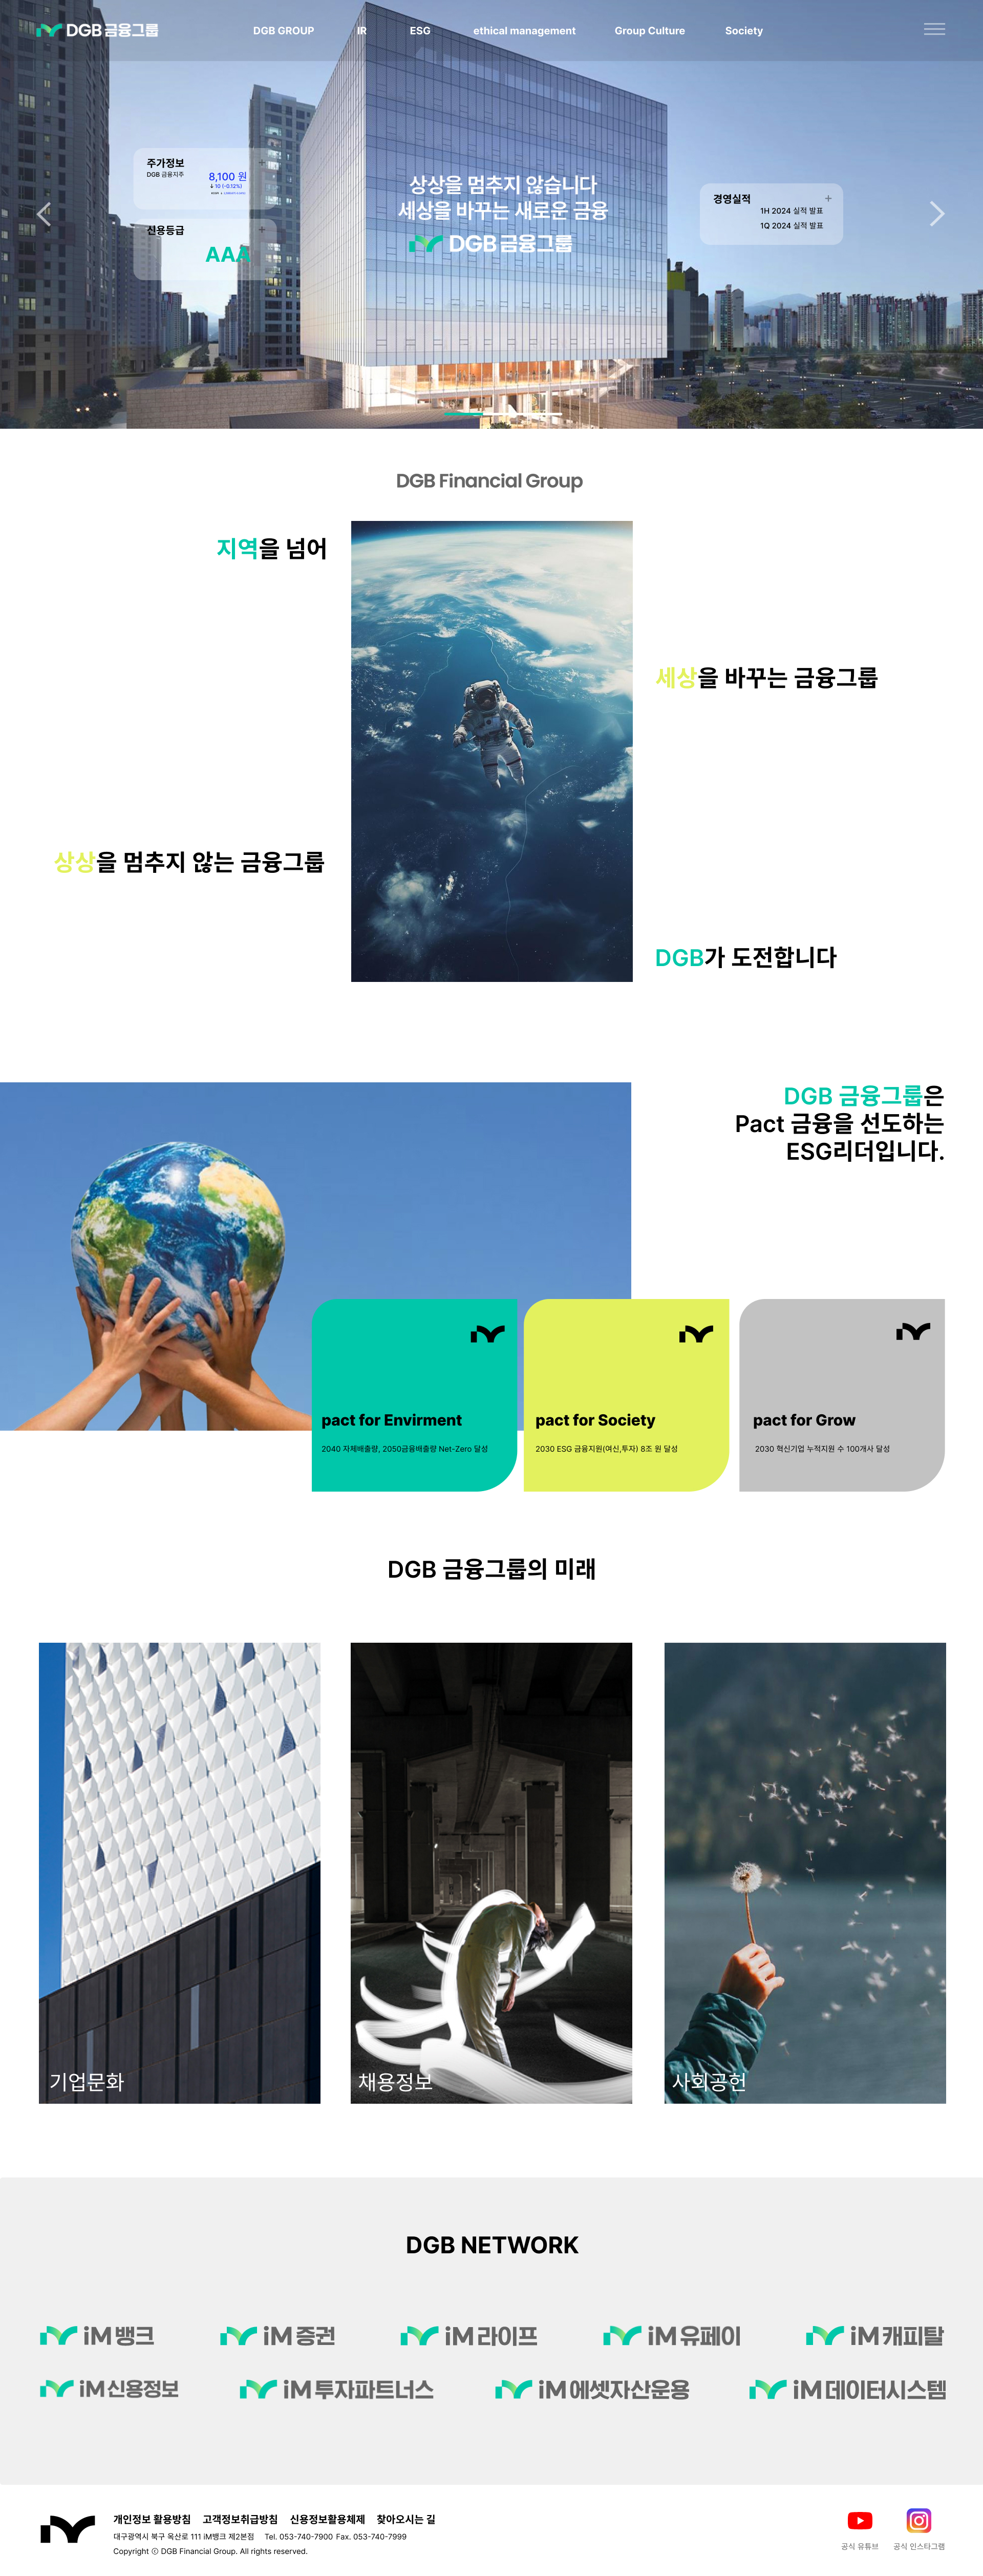 DGB금융그룹
DGB GROUP IR ESG ethical management Group Culture Society
주가정보
DGB 금융지주
8,100 원
10 (-0.12%)
신용등급
AAA
상상을 멈추지 않습니다
세상을 바꾸는 새로운 금융
DGB금융그룹
경영실적
1H 2024 실적 발표
1Q 2024 실적 발표
DGB Financial Group
지역을 넘어
세상을 바꾸는 금융그룹
상상을 멈추지 않는 금융그룹
DGB가 도전합니다
DGB 금융그룹은
Pact 금융을 선도하는
ESG리더입니다.
pact for Envirment
2040 자체배출량, 2050금융배출량 Net-Zero 달성
pact for Society
2030 ESG 금융지원(여신,투자) 8조 원 달성
pact for Grow
2030 혁신기업 누적지원 수 100개사 달성
DGB 금융그룹의 미래
기업문화
채용정보
사회공헌
DGB NETWORK
iM뱅크 iM증권 iM라이프 iM유페이 iM캐피탈
iM신용정보 iM투자파트너스 iM에셋자산운용 iM데이터시스템
개인정보 활용방침 고객정보취급방침 신용정보활용체제 찾아오시는 길
대구광역시 북구 옥산로 111 iM뱅크 제2본점 Tel. 053-740-7900 Fax. 053-740-7999
Copyright ⓒ DGB Financial Group. All rights reserved.
공식 유튜브 공식 인스타그램